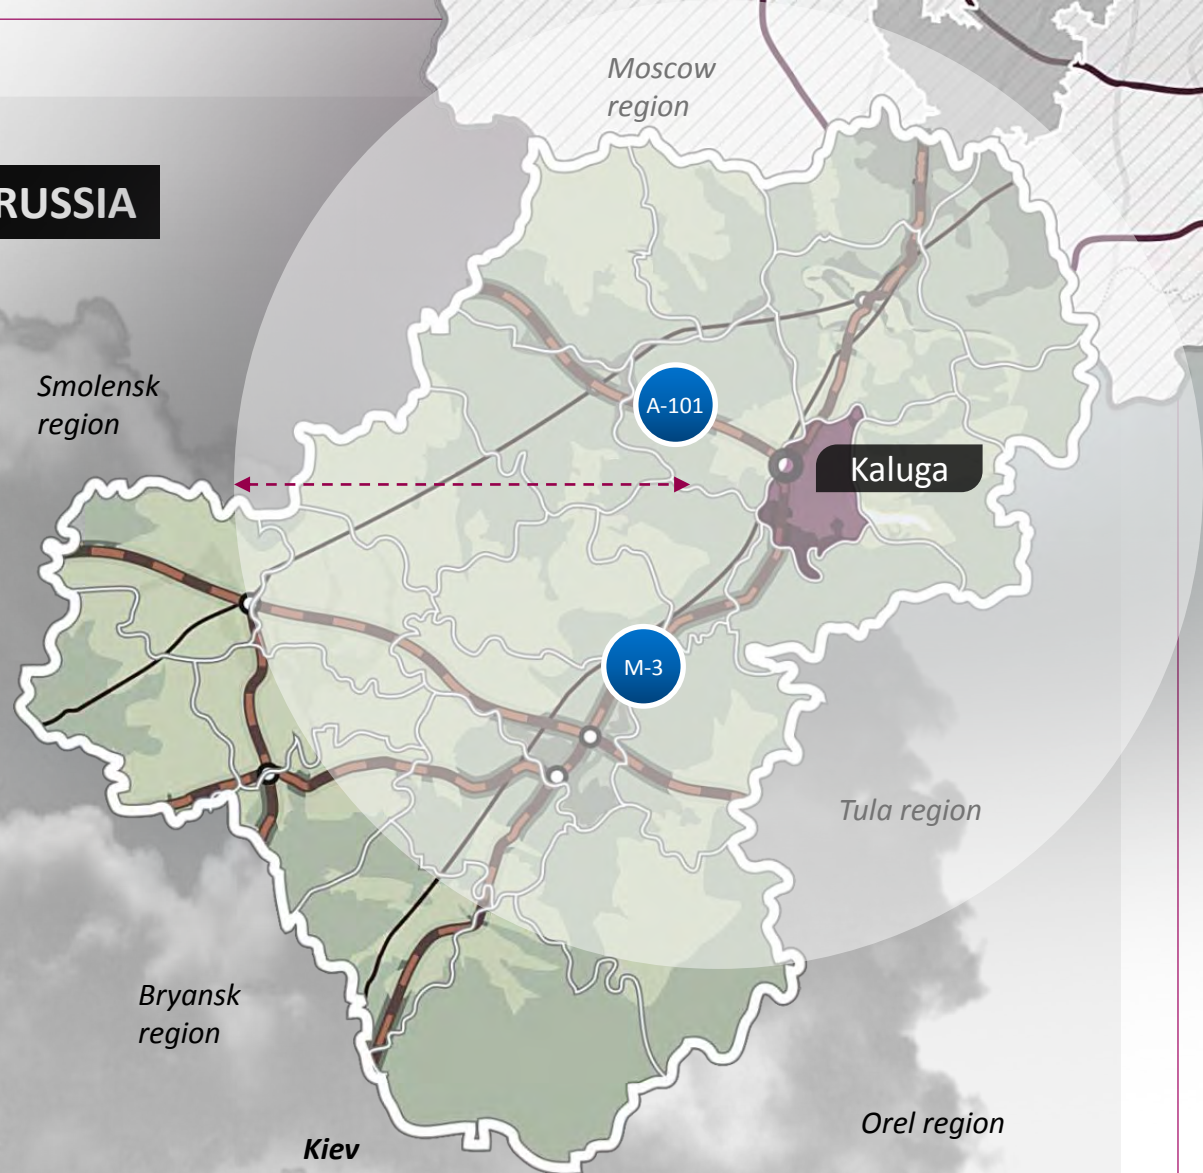 Moscow
region
RUSSIA
Smolensk
region
A-101
Kaluga
M-3
Tula region
Bryansk
region
Orel region
Kiev